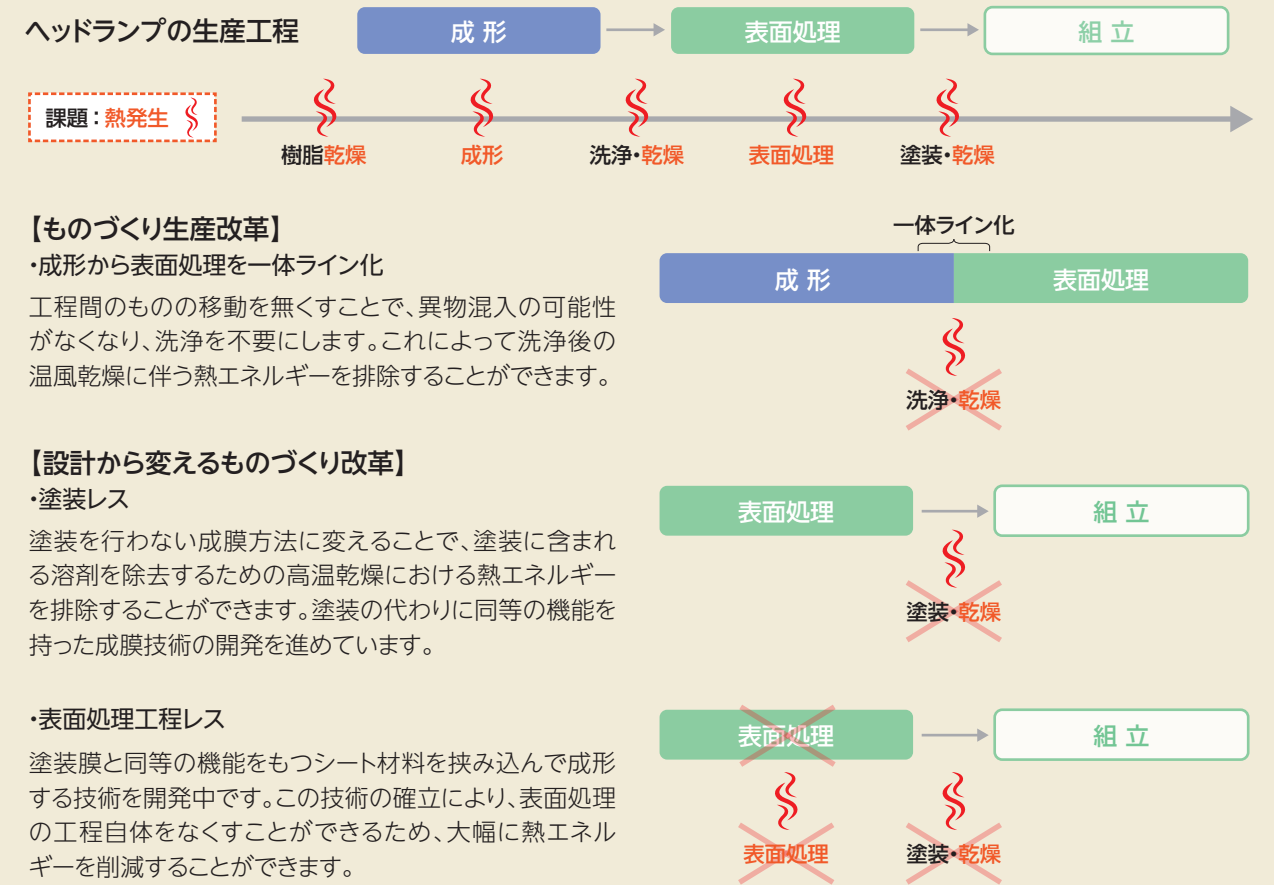 ヘッドランプの生産工程
成形
表面処理
組立
課題：熱発生
樹脂乾燥
成形
洗浄・乾燥
表面処理
塗装・乾燥
【ものづくり生産改革】
・成形から表面処理を一体ライン化
工程間のものの移動を無くすことで、異物混入の可能性
がなくなり、洗浄を不要にします。これによって洗浄後の
温風乾燥に伴う熱エネルギーを排除することができます。
一体ライン化
成形
表面処理
洗浄・乾燥
【設計から変えるものづくり改革】
・塗装レス
塗装を行わない成膜方法に変えることで、塗装に含まれ
る溶剤を除去するための高温乾燥における熱エネルギー
を排除することができます。塗装の代わりに同等の機能を
持った成膜技術の開発を進めています。
表面処理
組立
塗装・乾燥
・表面処理工程レス
塗装膜と同等の機能をもつシート材料を挟み込んで成形
する技術を開発中です。この技術の確立により、表面処理
の工程自体をなくすことができるため、大幅に熱エネル
ギーを削減することができます。
表面処理
組立
表面処理
塗装・乾燥